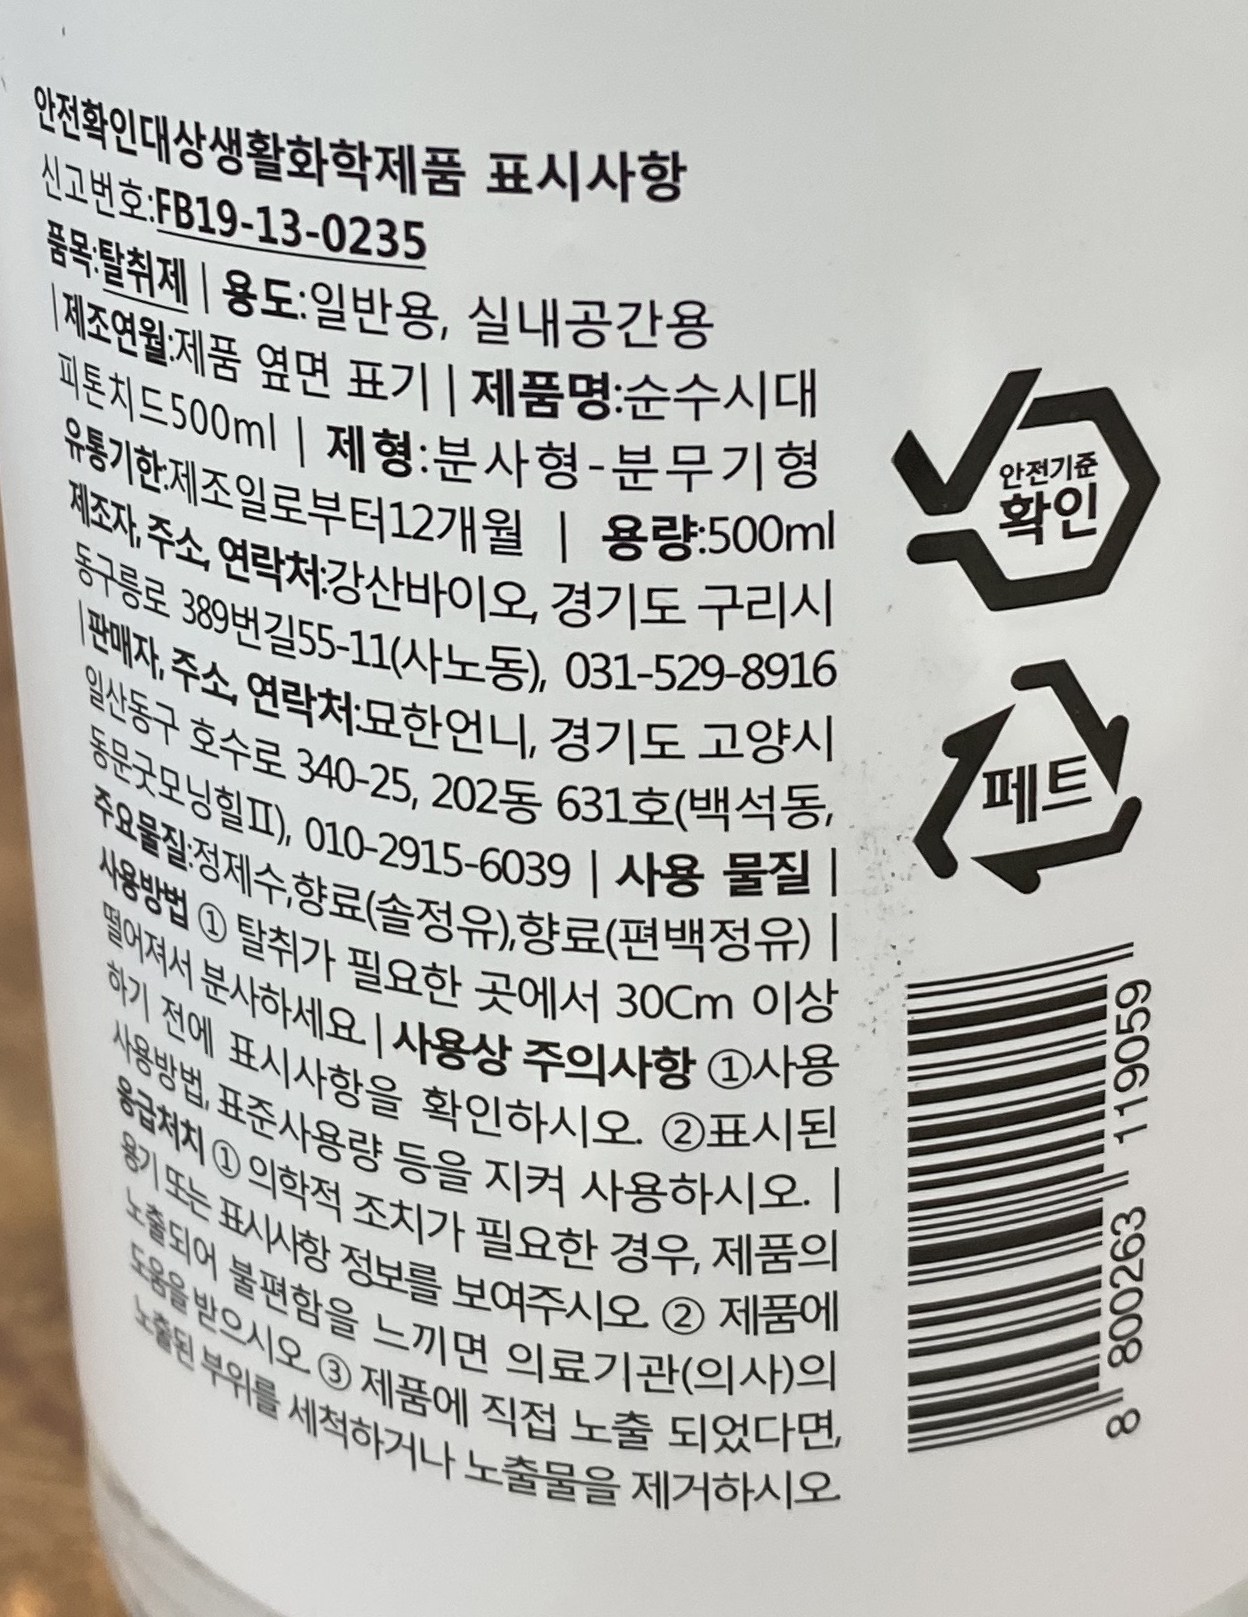 안전확인대상생활화학제품 표시사항
신고번호:FB19-13-0235
품목:탈취제 | 용도:일반용, 실내공간용
|제조연월:제품 옆면 표기 | 제품명:순수시대
피톤치드500ml | 제형:분사형-분무기형
유통기한:제조일로부터12개월 | 용량:500ml
제조자, 주소, 연락처:강산바이오, 경기도 구리시
동구릉로 389번길55-11(사노동), 031-529-8916
|판매자, 주소, 연락처:묘한언니, 경기도 고양시
일산동구 호수로 340-25, 202동 631호(백석동,
동문굿모닝힐II), 010-2915-6039 | 사용 물질 |
주요물질:정제수,향료(솔정유),향료(편백정유) |
사용방법 ① 탈취가 필요한 곳에서 30Cm 이상
떨어져서 분사하세요. | 사용상 주의사항 ①사용
하기 전에 표시사항을 확인하시오. ②표시된
사용방법, 표준사용량 등을 지켜 사용하시오. |
응급처치 ① 의학적 조치가 필요한 경우, 제품의
용기 또는 표시사항 정보를 보여주시오. ② 제품에
노출되어 불편함을 느끼면 의료기관(의사)의
도움을 받으시오. ③ 제품에 직접 노출 되었다면,
노출된 부위를 세척하거나 노출물을 제거하시오.
안전기준
확인
페트
8 800263 119059